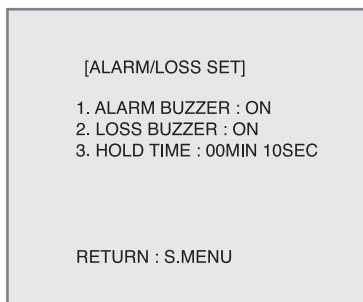 [ALARM/LOSS SET]
1. ALARM BUZZER : ON
2. LOSS BUZZER : ON
3. HOLD TIME : 00MIN 10SEC
RETURN : S.MENU